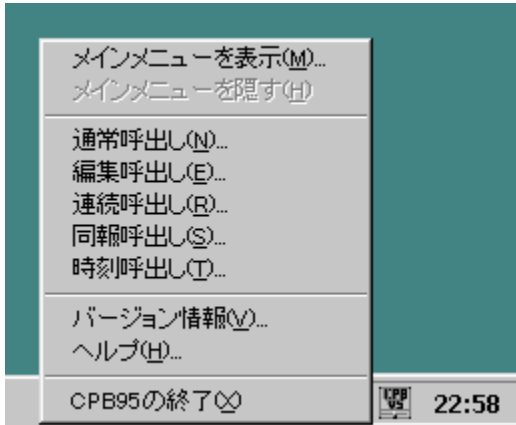 メインメニューを表示(M)...
メインメニューを隠す(H)
通常呼出し(N)...
編集呼出し(E)...
連続呼出し(R)...
同報呼出し(S)...
時刻呼出し(T)...
バージョン情報(V)...
ヘルプ(H)...
CPB95の終了(X)
CPB
VS
22:58